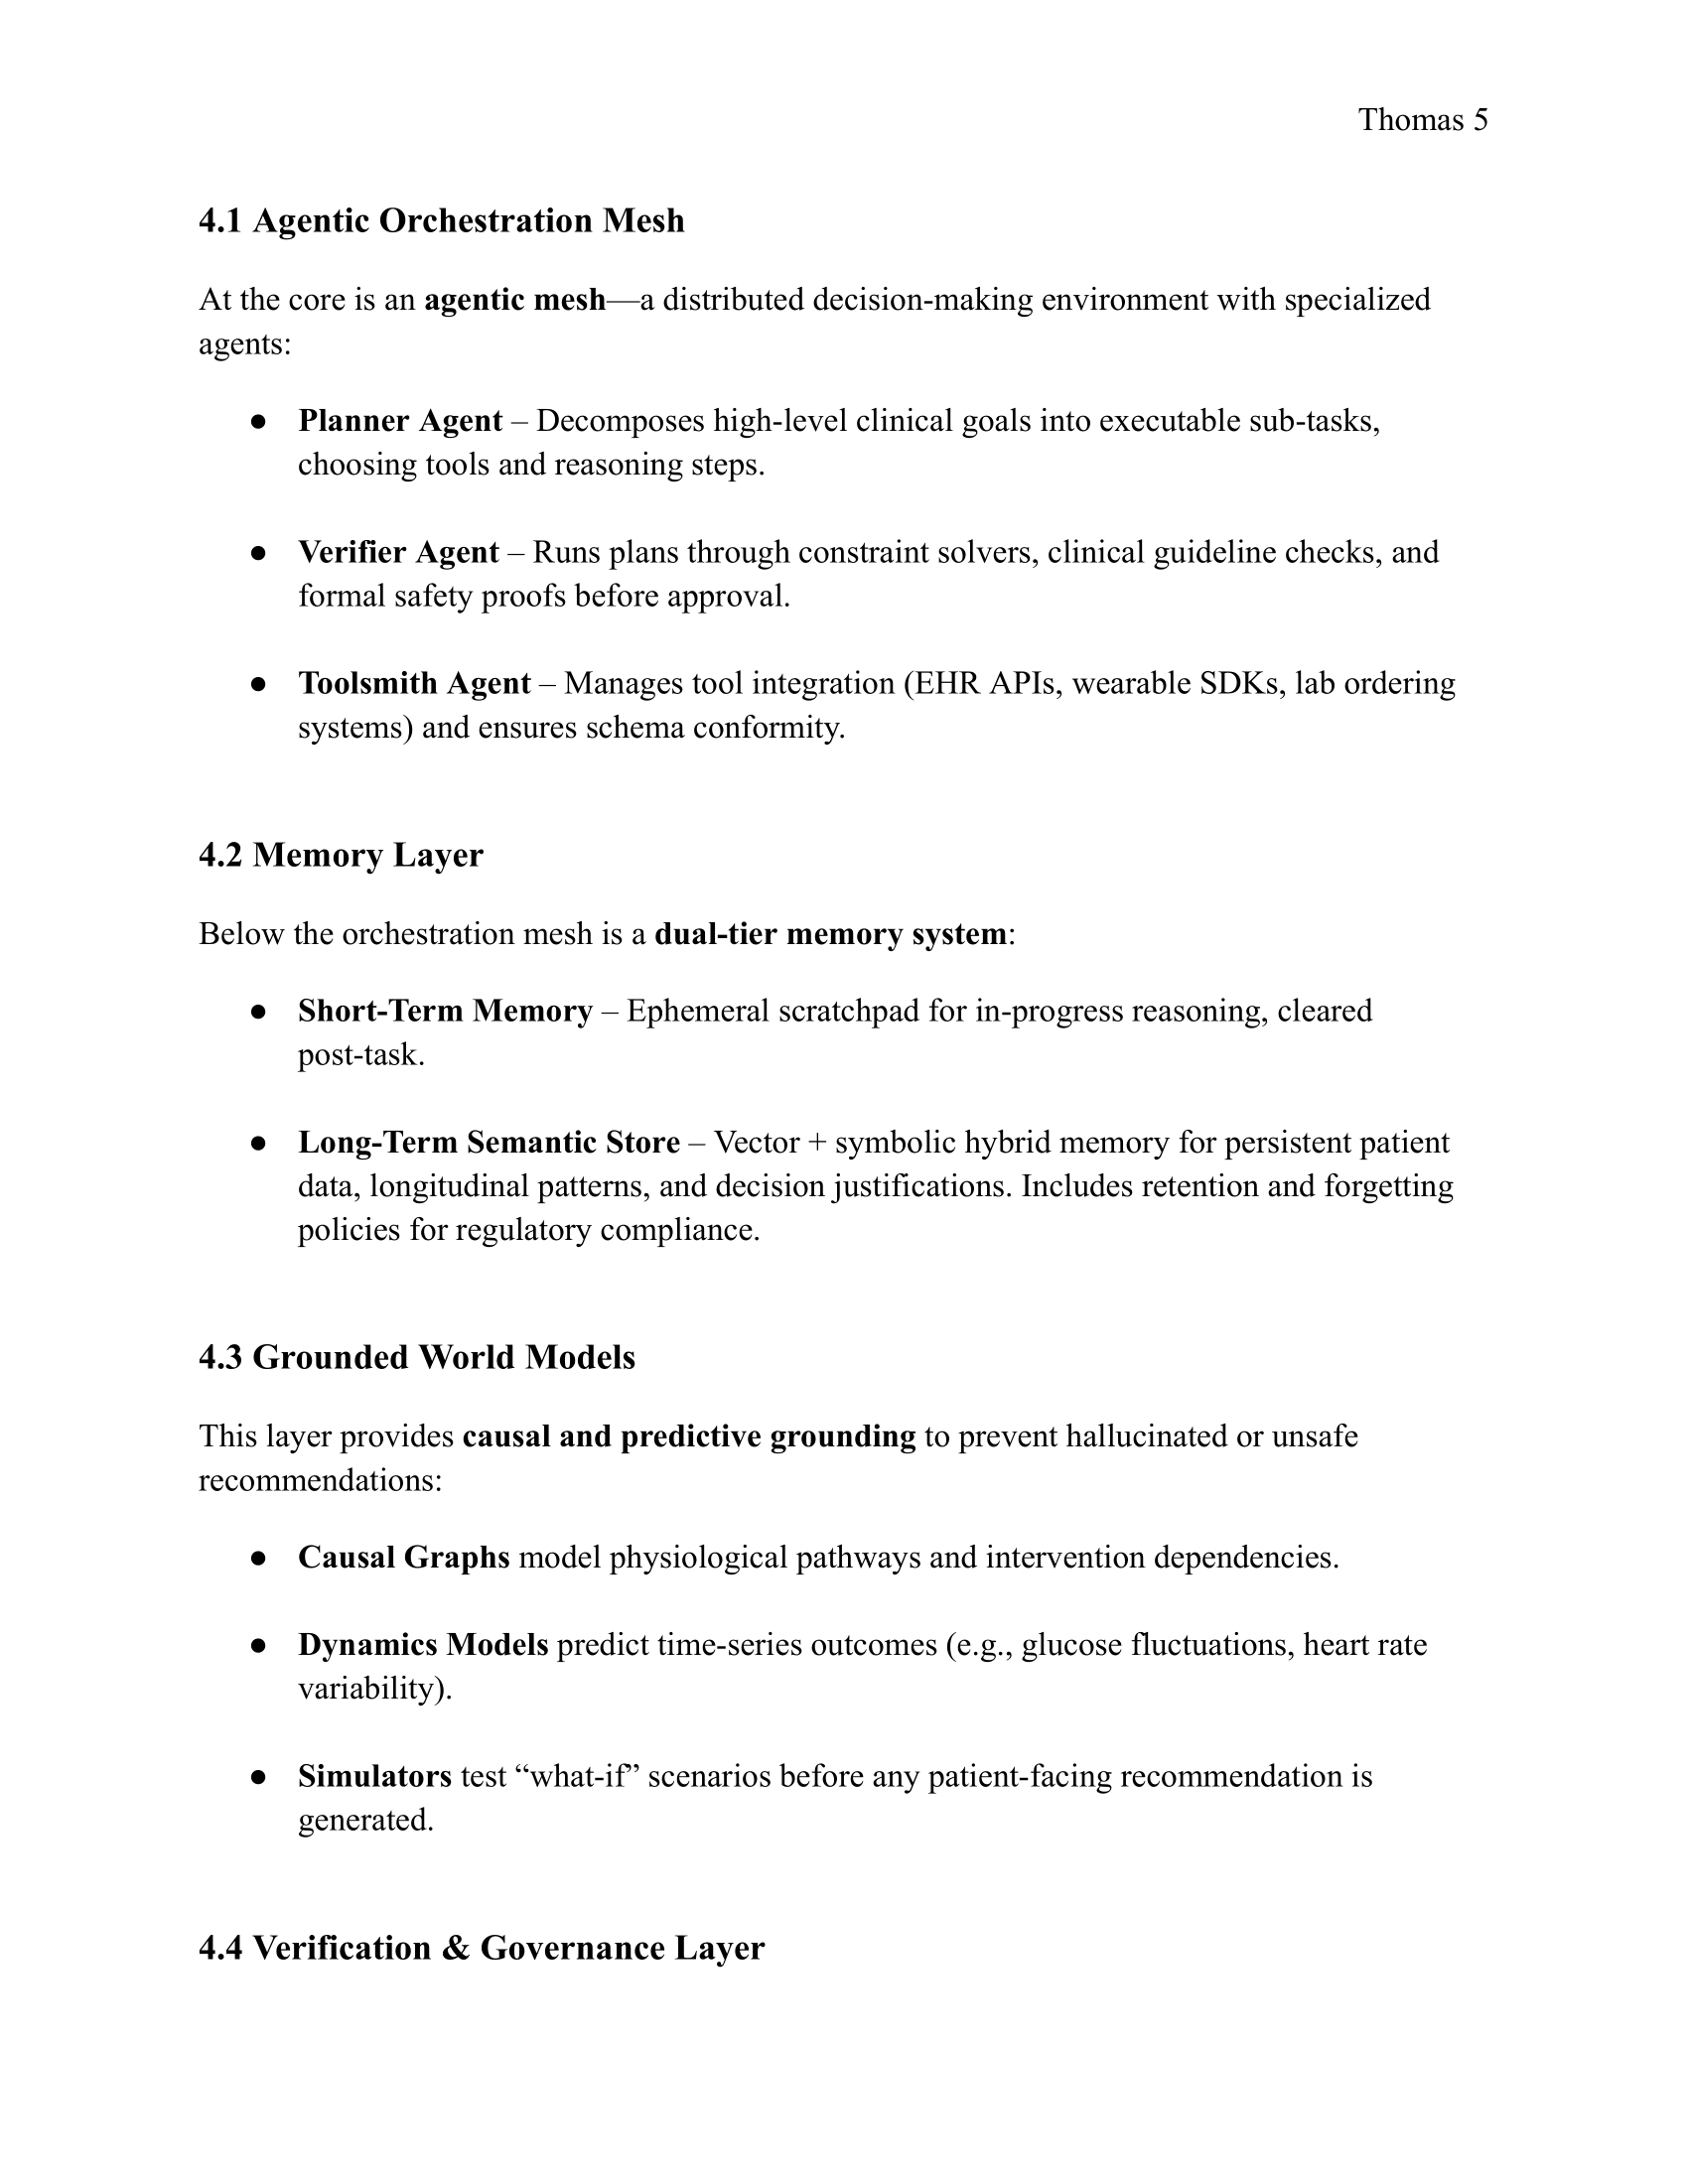 Thomas 5
4.1 Agentic Orchestration Mesh
At the core is an agentic mesh—a distributed decision-making environment with specialized
agents:
● Planner Agent – Decomposes high-level clinical goals into executable sub-tasks,
choosing tools and reasoning steps.
● Verifier Agent – Runs plans through constraint solvers, clinical guideline checks, and
formal safety proofs before approval.
● Toolsmith Agent – Manages tool integration (EHR APIs, wearable SDKs, lab ordering
systems) and ensures schema conformity.
4.2 Memory Layer
Below the orchestration mesh is a dual-tier memory system:
● Short-Term Memory – Ephemeral scratchpad for in-progress reasoning, cleared
post-task.
● Long-Term Semantic Store – Vector + symbolic hybrid memory for persistent patient
data, longitudinal patterns, and decision justifications. Includes retention and forgetting
policies for regulatory compliance.
4.3 Grounded World Models
This layer provides causal and predictive grounding to prevent hallucinated or unsafe
recommendations:
● Causal Graphs model physiological pathways and intervention dependencies.
● Dynamics Models predict time-series outcomes (e.g., glucose fluctuations, heart rate
variability).
● Simulators test “what-if” scenarios before any patient-facing recommendation is
generated.
4.4 Verification & Governance Layer